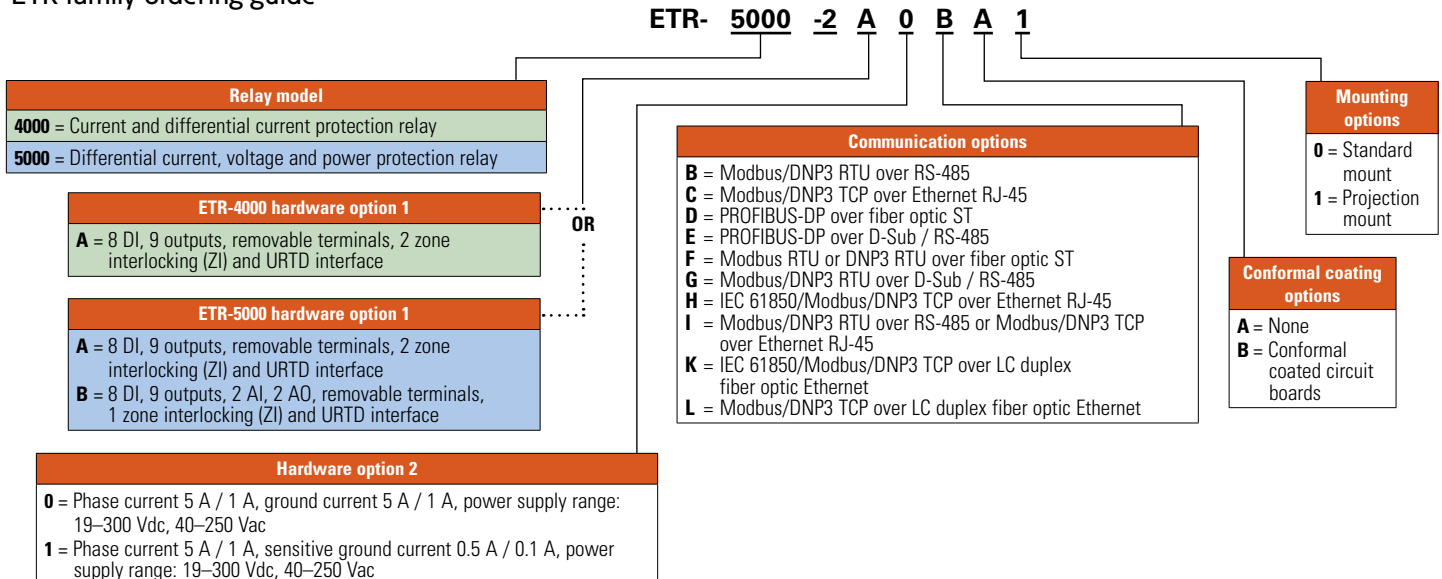 ETR family ordering guide
ETR- 5000 -2 A 0 B A 1
Relay model
4000 = Current and differential current protection relay
5000 = Differential current, voltage and power protection relay
ETR-4000 hardware option 1
A = 8 DI, 9 outputs, removable terminals, 2 zone
interlocking (ZI) and URTD interface
OR
ETR-5000 hardware option 1
A = 8 DI, 9 outputs, removable terminals, 2 zone
interlocking (ZI) and URTD interface
B = 8 DI, 9 outputs, 2 AI, 2 AO, removable terminals,
1 zone interlocking (ZI) and URTD interface
Hardware option 2
0 = Phase current 5 A / 1 A, ground current 5 A / 1 A, power supply range:
19–300 Vdc, 40–250 Vac
1 = Phase current 5 A / 1 A, sensitive ground current 0.5 A / 0.1 A, power
supply range: 19–300 Vdc, 40–250 Vac
Communication options
B = Modbus/DNP3 RTU over RS-485
C = Modbus/DNP3 TCP over Ethernet RJ-45
D = PROFIBUS-DP over fiber optic ST
E = PROFIBUS-DP over D-Sub / RS-485
F = Modbus RTU or DNP3 RTU over fiber optic ST
G = Modbus/DNP3 RTU over D-Sub / RS-485
H = IEC 61850/Modbus/DNP3 TCP over Ethernet RJ-45
I = Modbus/DNP3 RTU over RS-485 or Modbus/DNP3 TCP
over Ethernet RJ-45
K = IEC 61850/Modbus/DNP3 TCP over LC duplex
fiber optic Ethernet
L = Modbus/DNP3 TCP over LC duplex fiber optic Ethernet
Mounting
options
0 = Standard
mount
1 = Projection
mount
Conformal coating
options
A = None
B = Conformal
coated circuit
boards